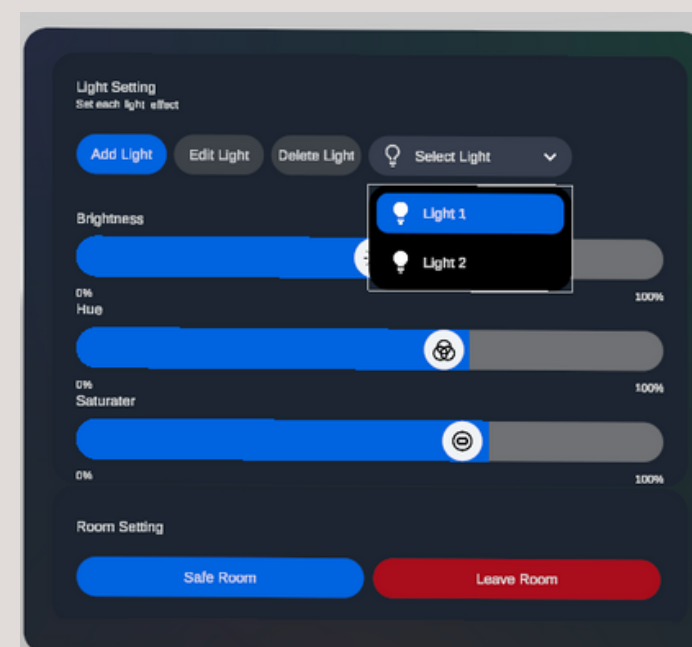 Light Setting
Set each light effect
Add Light Edit Light Delete Light Select Light
Light 1
Light 2
Brightness
0% 100%
Hue
0% 100%
Saturater
0% 100%
Room Setting
Safe Room Leave Room